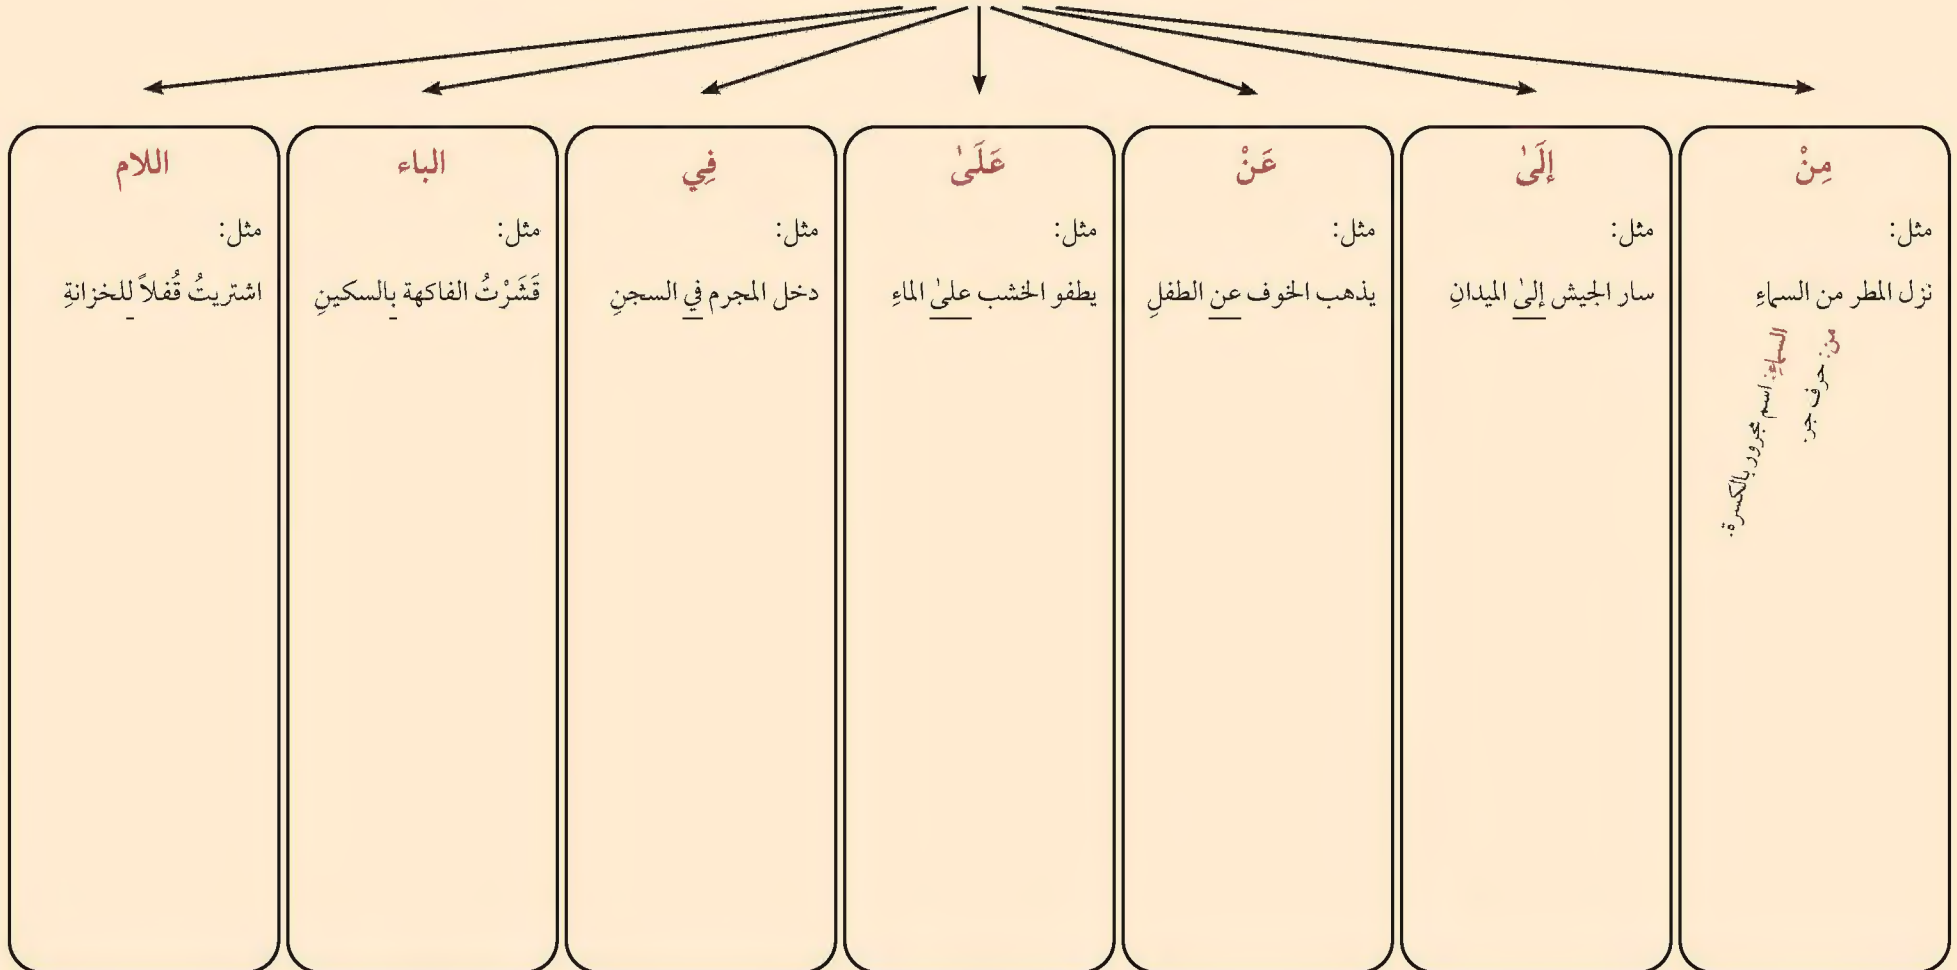 مِنْ
مثل:
نزل المطر من السماءِ
من: حرف جر.
السماءِ: اسم مجرور بالكسرة.
إلَىٰ
مثل:
سار الجيش إلىٰ الميدانِ
عَنْ
مثل:
يذهب الخوف عن الطفلِ
عَلَىٰ
مثل:
يطفو الخشب علىٰ الماءِ
فِي
مثل:
دخل المجرم في السجنِ
الباء
مثل:
قَشَرْتُ الفاكهة بالسكينِ
اللام
مثل:
اشتريتُ قُفلاً للخزانةِ